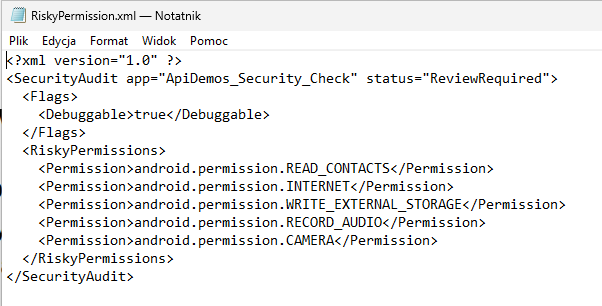 RiskyPermission.xml — Notatnik
Plik Edycja Format Widok Pomoc
<?xml version="1.0" ?>
<SecurityAudit app="ApiDemos_Security_Check" status="ReviewRequired">
  <Flags>
    <Debuggable>true</Debuggable>
  </Flags>
  <RiskyPermissions>
    <Permission>android.permission.READ_CONTACTS</Permission>
    <Permission>android.permission.INTERNET</Permission>
    <Permission>android.permission.WRITE_EXTERNAL_STORAGE</Permission>
    <Permission>android.permission.RECORD_AUDIO</Permission>
    <Permission>android.permission.CAMERA</Permission>
  </RiskyPermissions>
</SecurityAudit>